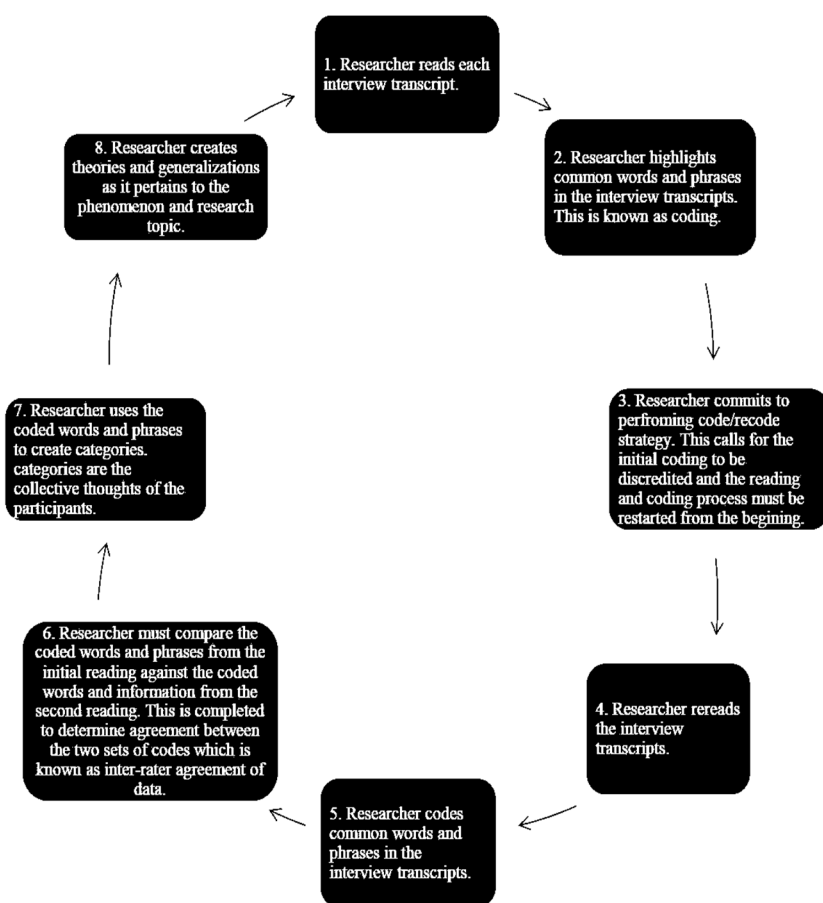 1. Researcher reads each
interview transcript.
2. Researcher highlights
common words and phrases
in the interview transcripts.
This is known as coding.
3. Researcher commits to
perfroming code/recode
strategy. This calls for the
initial coding to be
discredited and the reading
and coding process must be
restarted from the begining.
4. Researcher rereads
the interview
transcripts.
5. Researcher codes
common words and
phrases in the
interview transcripts.
6. Researcher must compare the
coded words and phrases from the
initial reading against the coded
words and information from the
second reading. This is completed
to determine agreement between
the two sets of codes which is
known as inter-rater agreement of
data.
7. Researcher uses the
coded words and phrases
to create categories.
categories are the
collective thoughts of the
participants.
8. Researcher creates
theories and generalizations
as it pertains to the
phenomenon and research
topic.